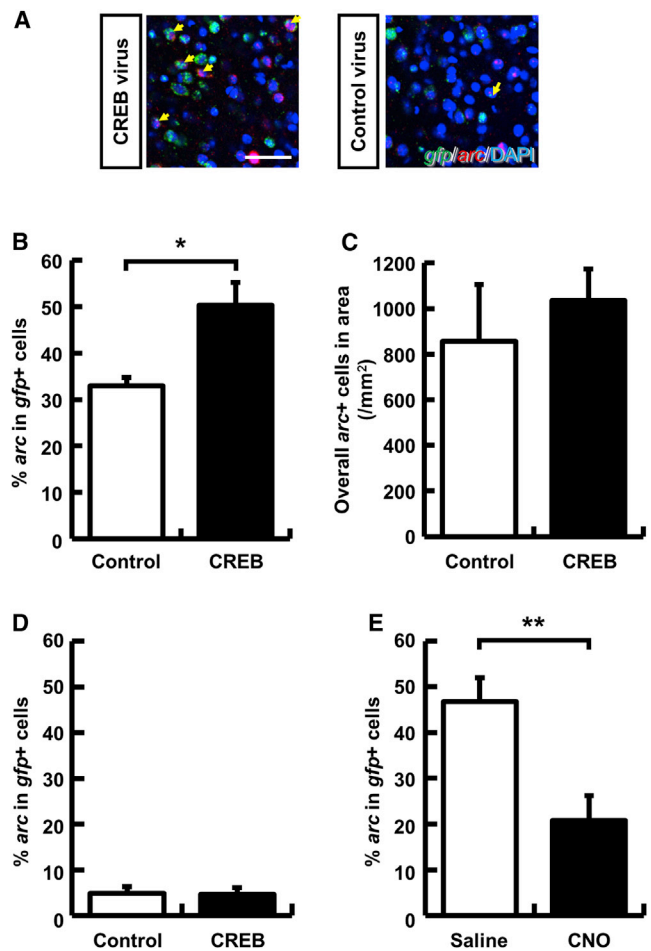 A
CREB virus
Control virus
gfp/arc/DAPI
B
% arc in gfp+ cells
60
50
40
30
20
10
0
*
Control
CREB
C
Overall arc+ cells in area
(/mm²)
1200
1000
800
600
400
200
0
Control
CREB
D
% arc in gfp+ cells
60
50
40
30
20
10
0
Control
CREB
E
% arc in gfp+ cells
60
50
40
30
20
10
0
**
Saline
CNO